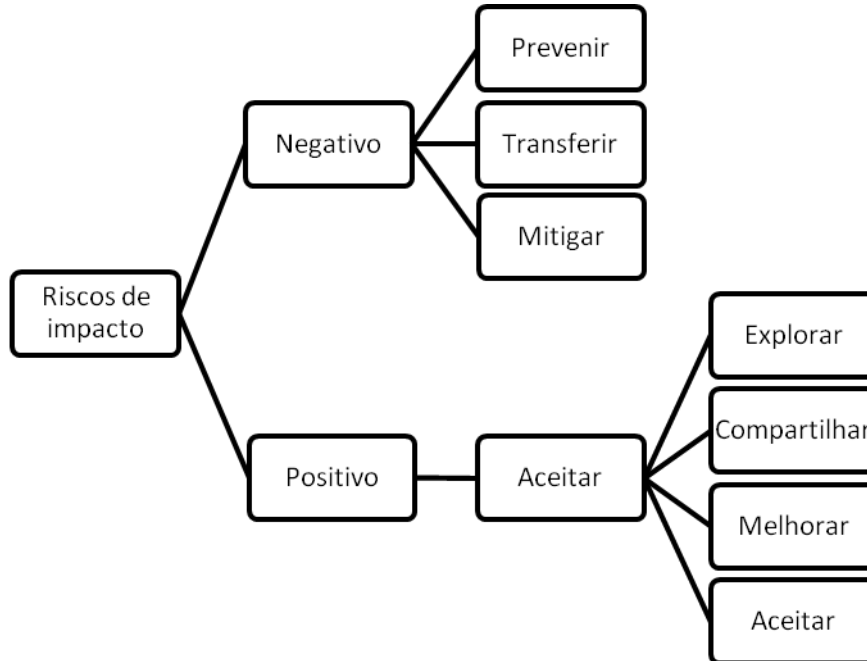 Riscos de
impacto
Negativo
Prevenir
Transferir
Mitigar
Positivo
Aceitar
Explorar
Compartilhar
Melhorar
Aceitar